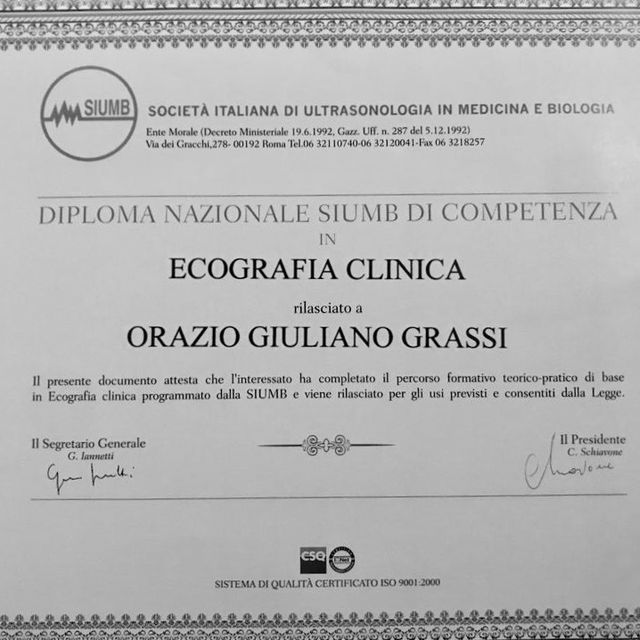 SIUMB
SOCIETÀ ITALIANA DI ULTRASONOLOGIA IN MEDICINA E BIOLOGIA
Ente Morale (Decreto Ministeriale 19.6.1992, Gazz. Uff. n. 287 del 5.12.1992)
Via dei Gracchi,278- 00192 Roma Tel.06 32110740-06 32120041-Fax 06 3218257
DIPLOMA NAZIONALE SIUMB DI COMPETENZA
IN
ECOGRAFIA CLINICA
rilasciato a
ORAZIO GIULIANO GRASSI
Il presente documento attesta che l'interessato ha completato il percorso formativo teorico-pratico di base
in Ecografia clinica programmato dalla SIUMB e viene rilasciato per gli usi previsti e consentiti dalla Legge.
Il Segretario Generale
G. Iannetti
Il Presidente
C. Schiavone
CSQ
SISTEMA DI QUALITÀ CERTIFICATO ISO 9001:2000